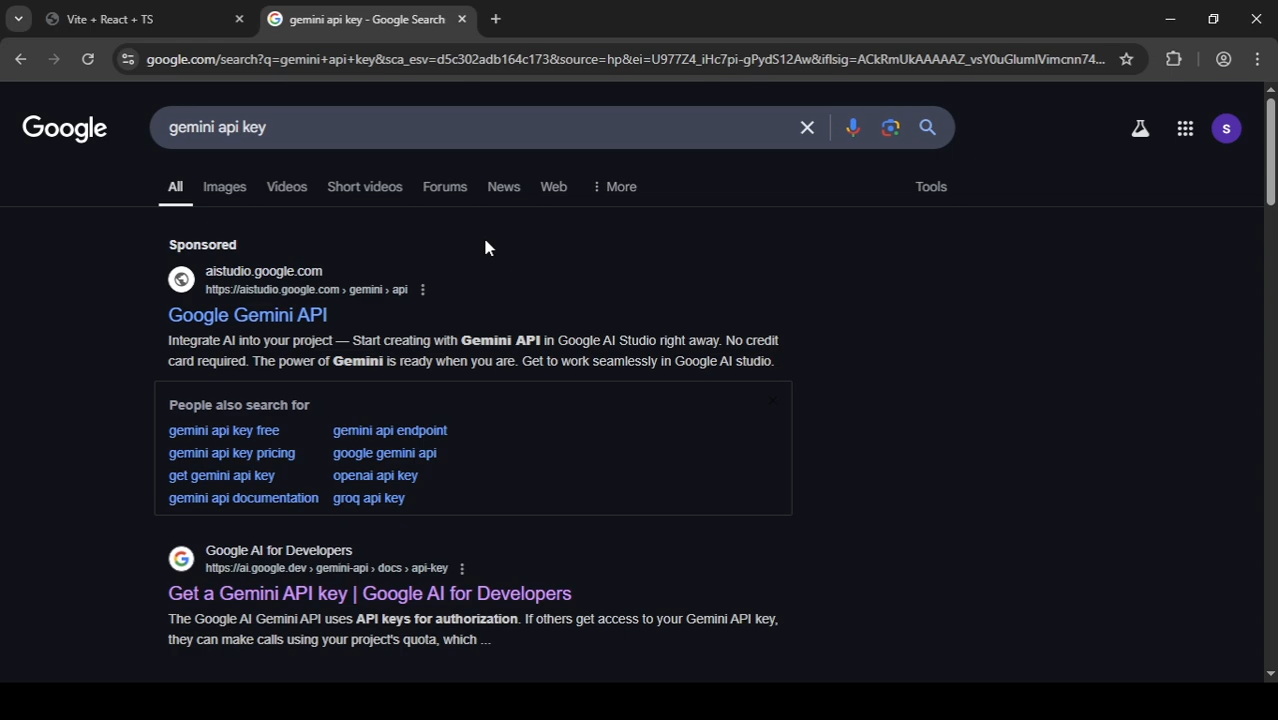 Vite + React + TS
gemini api key - Google Search
google.com/search?q=gemini+api+key&sca_esv=d5c302adb164c173&source=hp&ei=U977Z4_iHc7pi-gPydS12Aw&iflsig=ACkRmUkAAAAAZ_vsY0uGlumlVimcnn74...
Google
gemini api key
S
All Images Videos Short videos Forums News Web More Tools
Sponsored
aistudio.google.com
https://aistudio.google.com › gemini › api
Google Gemini API
Integrate AI into your project — Start creating with Gemini API in Google AI Studio right away. No credit
card required. The power of Gemini is ready when you are. Get to work seamlessly in Google AI studio.
People also search for
gemini api key free gemini api endpoint
gemini api key pricing google gemini api
get gemini api key openai api key
gemini api documentation groq api key
Google AI for Developers
https://ai.google.dev › gemini-api › docs › api-key
Get a Gemini API key | Google AI for Developers
The Google AI Gemini API uses API keys for authorization. If others get access to your Gemini API key,
they can make calls using your project's quota, which ...